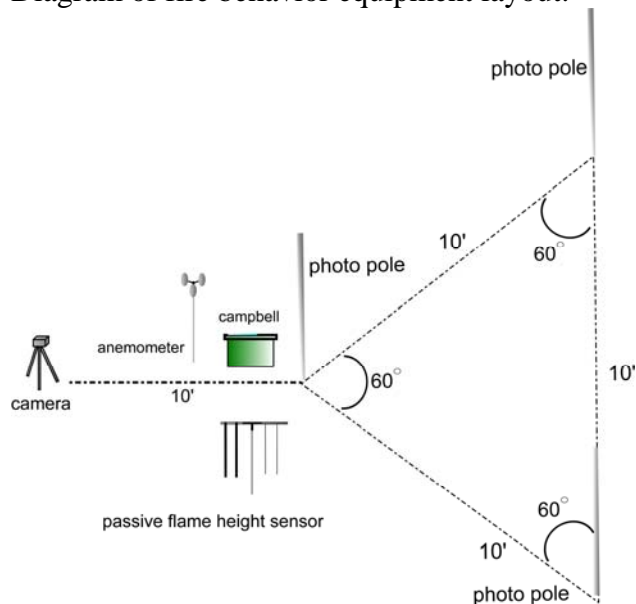 Diagram of fire behavior equipment layout.
photo pole
10'
60°
photo pole
campbell
anemometer
60°
10'
camera
10'
passive flame height sensor
60°
10'
photo pole